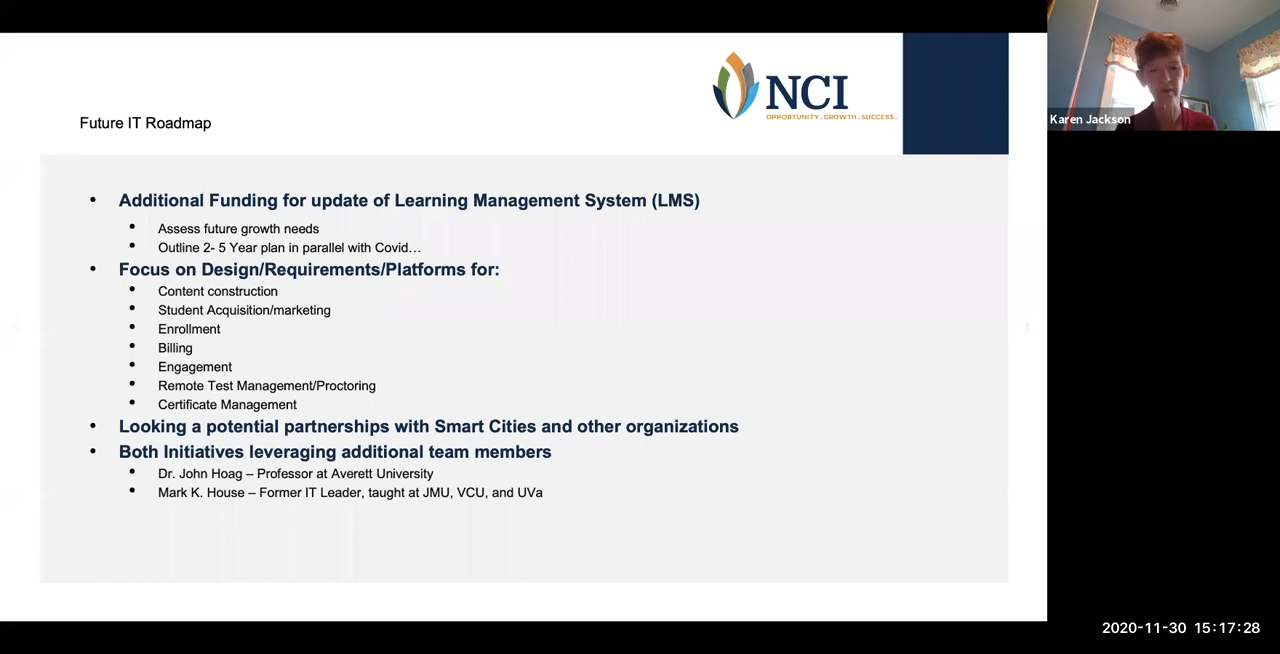 NCI
OPPORTUNITY . GROWTH . SUCCESS.
Future IT Roadmap
• Additional Funding for update of Learning Management System (LMS)
• Assess future growth needs
• Outline 2- 5 Year plan in parallel with Covid…
• Focus on Design/Requirements/Platforms for:
• Content construction
• Student Acquisition/marketing
• Enrollment
• Billing
• Engagement
• Remote Test Management/Proctoring
• Certificate Management
• Looking a potential partnerships with Smart Cities and other organizations
• Both Initiatives leveraging additional team members
• Dr. John Hoag – Professor at Averett University
• Mark K. House – Former IT Leader, taught at JMU, VCU, and UVa
Karen Jackson
2020-11-30 15:17:28